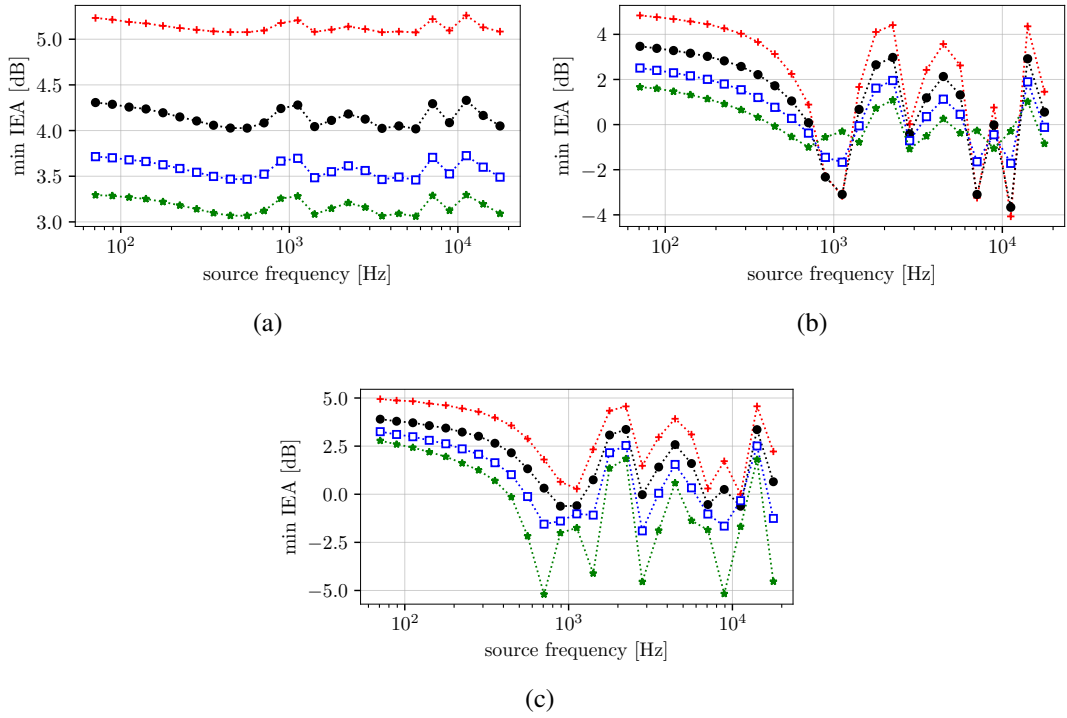 min IEA [dB]
5.0
4.5
4.0
3.5
3.0
10²
10³
10⁴
source frequency [Hz]
(a)
min IEA [dB]
4
2
0
−2
−4
10²
10³
10⁴
source frequency [Hz]
(b)
min IEA [dB]
5.0
2.5
0.0
−2.5
−5.0
10²
10³
10⁴
source frequency [Hz]
(c)